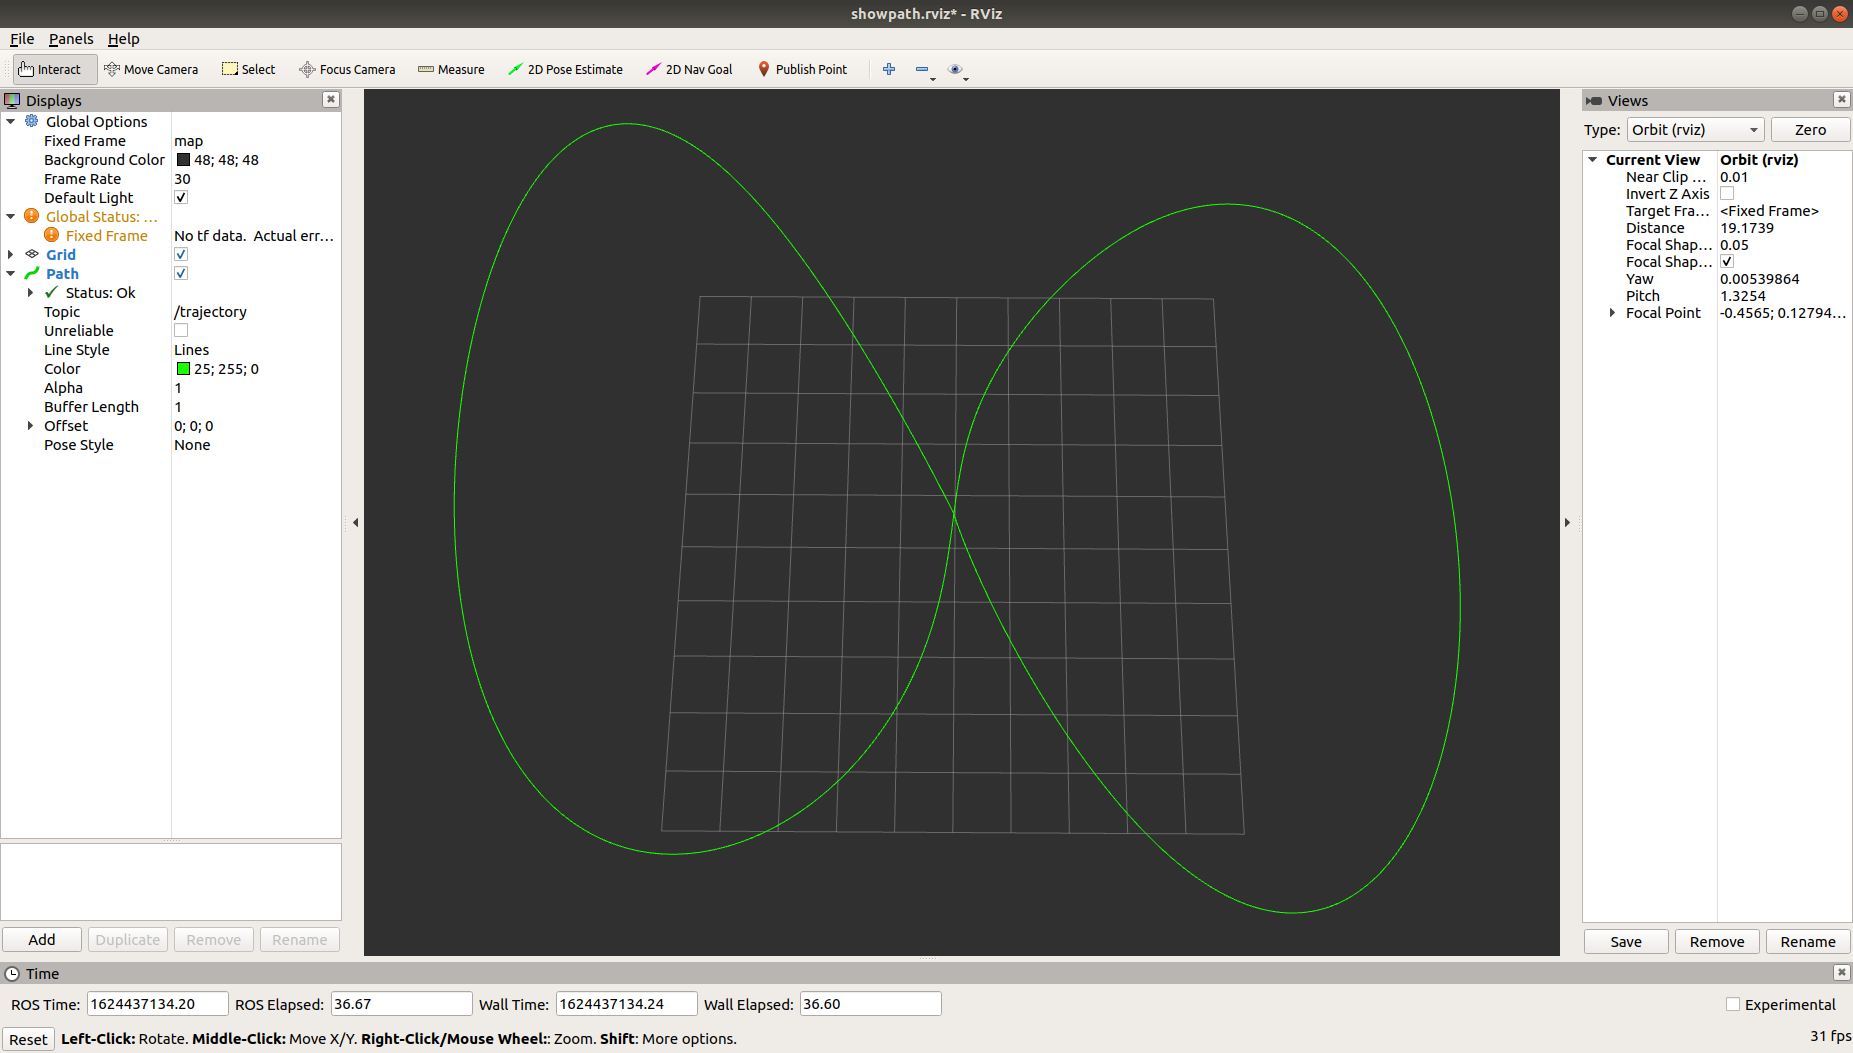 showpath.rviz* - RViz
File Panels Help
Interact Move Camera Select Focus Camera Measure 2D Pose Estimate 2D Nav Goal Publish Point
Displays
Global Options
Fixed Frame map
Background Color 48; 48; 48
Frame Rate 30
Default Light
Global Status: ...
Fixed Frame No tf data.  Actual err...
Grid
Path
Status: Ok
Topic /trajectory
Unreliable
Line Style Lines
Color 25; 255; 0
Alpha 1
Buffer Length 1
Offset 0; 0; 0
Pose Style None
Add Duplicate Remove Rename
Views
Type: Orbit (rviz) Zero
Current View Orbit (rviz)
Near Clip ... 0.01
Invert Z Axis
Target Fra... <Fixed Frame>
Distance 19.1739
Focal Shap... 0.05
Focal Shap...
Yaw 0.00539864
Pitch 1.3254
Focal Point -0.4565; 0.12794...
Save Remove Rename
Time
ROS Time: 1624437134.20 ROS Elapsed: 36.67 Wall Time: 1624437134.24 Wall Elapsed: 36.60 Experimental
Reset Left-Click: Rotate. Middle-Click: Move X/Y. Right-Click/Mouse Wheel:: Zoom. Shift: More options. 31 fps